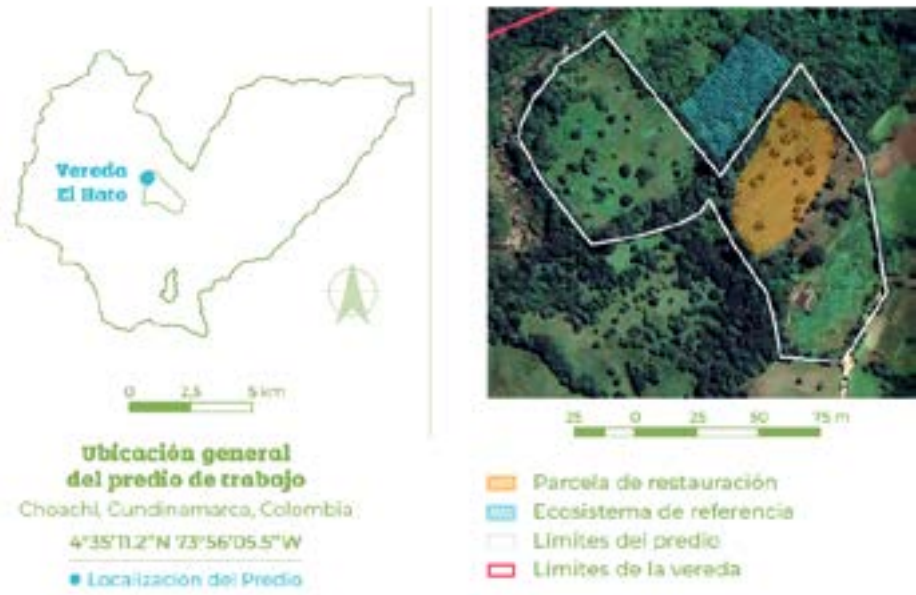 Vereda
El Hato
0 2,5 5 km
Ubicación general
del predio de trabajo
Choachí, Cundinamarca, Colombia
4°35'11.2"N 73°56'05.5"W
Localización del Predio
25 0 25 50 75 m
Parcela de restauración
Ecosistema de referencia
Límites del predio
Límites de la vereda